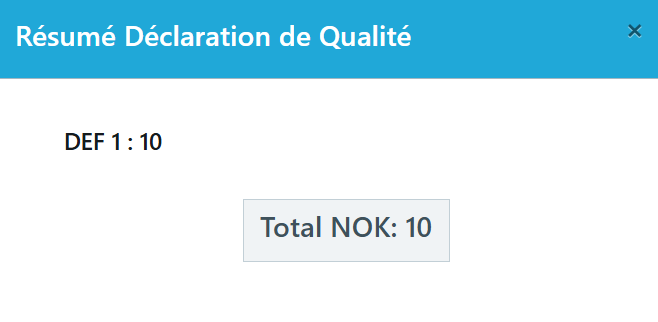 Résumé Déclaration de Qualité
×
DEF 1 : 10
Total NOK: 10